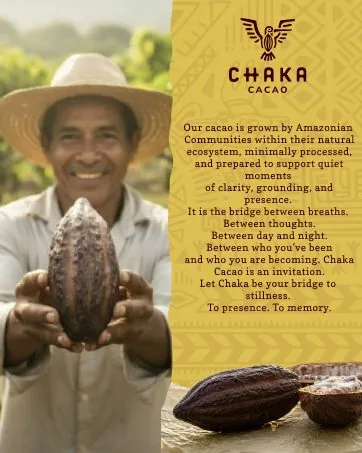 CHAKA
CACAO
Our cacao is grown by Amazonian
Communities within their natural
ecosystem, minimally processed,
and prepared to support quiet
moments
of clarity, grounding, and
presence.
It is the bridge between breaths.
Between thoughts.
Between day and night.
Between who you've been
and who you are becoming. Chaka
Cacao is an invitation.
Let Chaka be your bridge to
stillness.
To presence. To memory.